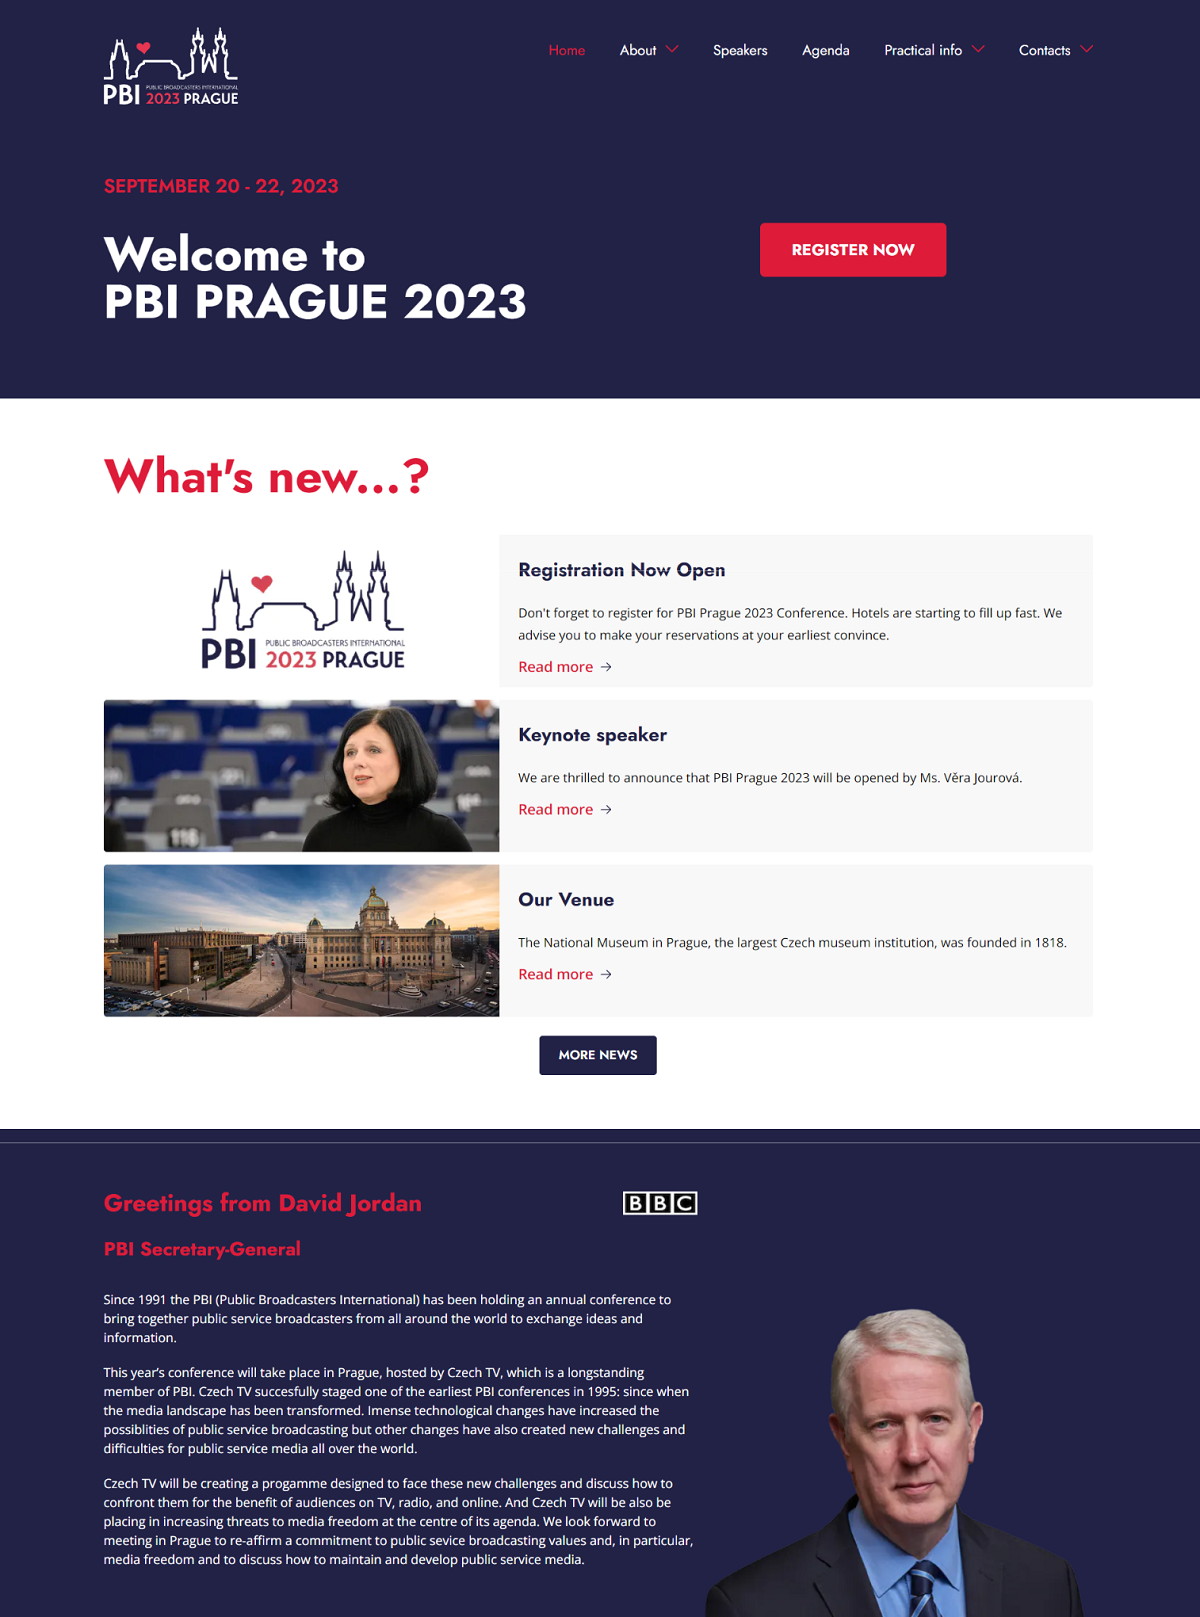 PBI PUBLIC BROADCASTERS INTERNATIONAL
2023 PRAGUE
Home About Speakers Agenda Practical info Contacts
SEPTEMBER 20 - 22, 2023
Welcome to
PBI PRAGUE 2023
REGISTER NOW
What's new...?
PBI PUBLIC BROADCASTERS INTERNATIONAL
2023 PRAGUE
Registration Now Open
Don't forget to register for PBI Prague 2023 Conference. Hotels are starting to fill up fast. We
advise you to make your reservations at your earliest convince.
Read more →
118
Keynote speaker
We are thrilled to announce that PBI Prague 2023 will be opened by Ms. Věra Jourová.
Read more →
Our Venue
The National Museum in Prague, the largest Czech museum institution, was founded in 1818.
Read more →
MORE NEWS
Greetings from David Jordan
BBC
PBI Secretary-General
Since 1991 the PBI (Public Broadcasters International) has been holding an annual conference to
bring together public service broadcasters from all around the world to exchange ideas and
information.
This year's conference will take place in Prague, hosted by Czech TV, which is a longstanding
member of PBI. Czech TV succesfully staged one of the earliest PBI conferences in 1995: since when
the media landscape has been transformed. Imense technological changes have increased the
possiblities of public service broadcasting but other changes have also created new challenges and
difficulties for public service media all over the world.
Czech TV will be creating a progamme designed to face these new challenges and discuss how to
confront them for the benefit of audiences on TV, radio, and online. And Czech TV will be also be
placing in increasing threats to media freedom at the centre of its agenda. We look forward to
meeting in Prague to re-affirm a commitment to public sevice broadcasting values and, in particular,
media freedom and to discuss how to maintain and develop public service media.